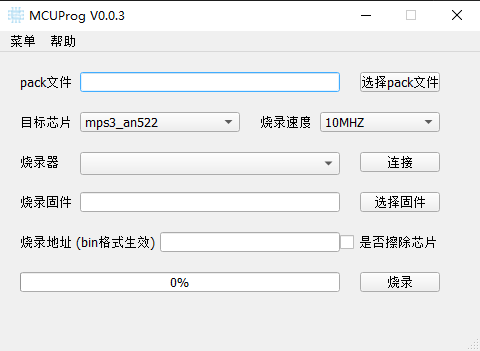 MCUProg V0.0.3
菜单 帮助
pack文件 选择pack文件
目标芯片 mps3_an522 烧录速度 10MHZ
烧录器 连接
烧录固件 选择固件
烧录地址 (bin格式生效) 是否擦除芯片
0% 烧录